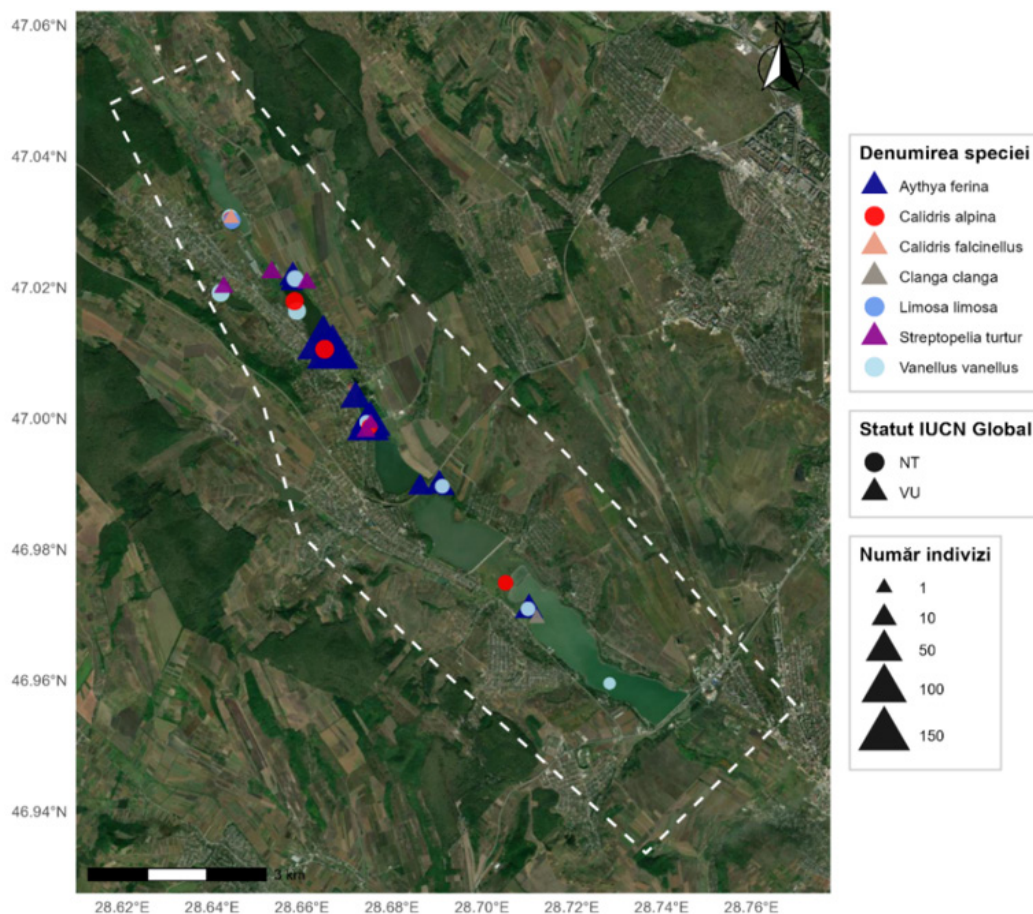 47.06°N
47.04°N
47.02°N
47.00°N
46.98°N
46.96°N
46.94°N
28.62°E
28.64°E
28.66°E
28.68°E
28.70°E
28.72°E
28.74°E
28.76°E
N
3 km
Denumirea speciei
Aythya ferina
Calidris alpina
Calidris falcinellus
Clanga clanga
Limosa limosa
Streptopelia turtur
Vanellus vanellus
Statut IUCN Global
NT
VU
Număr indivizi
1
10
50
100
150